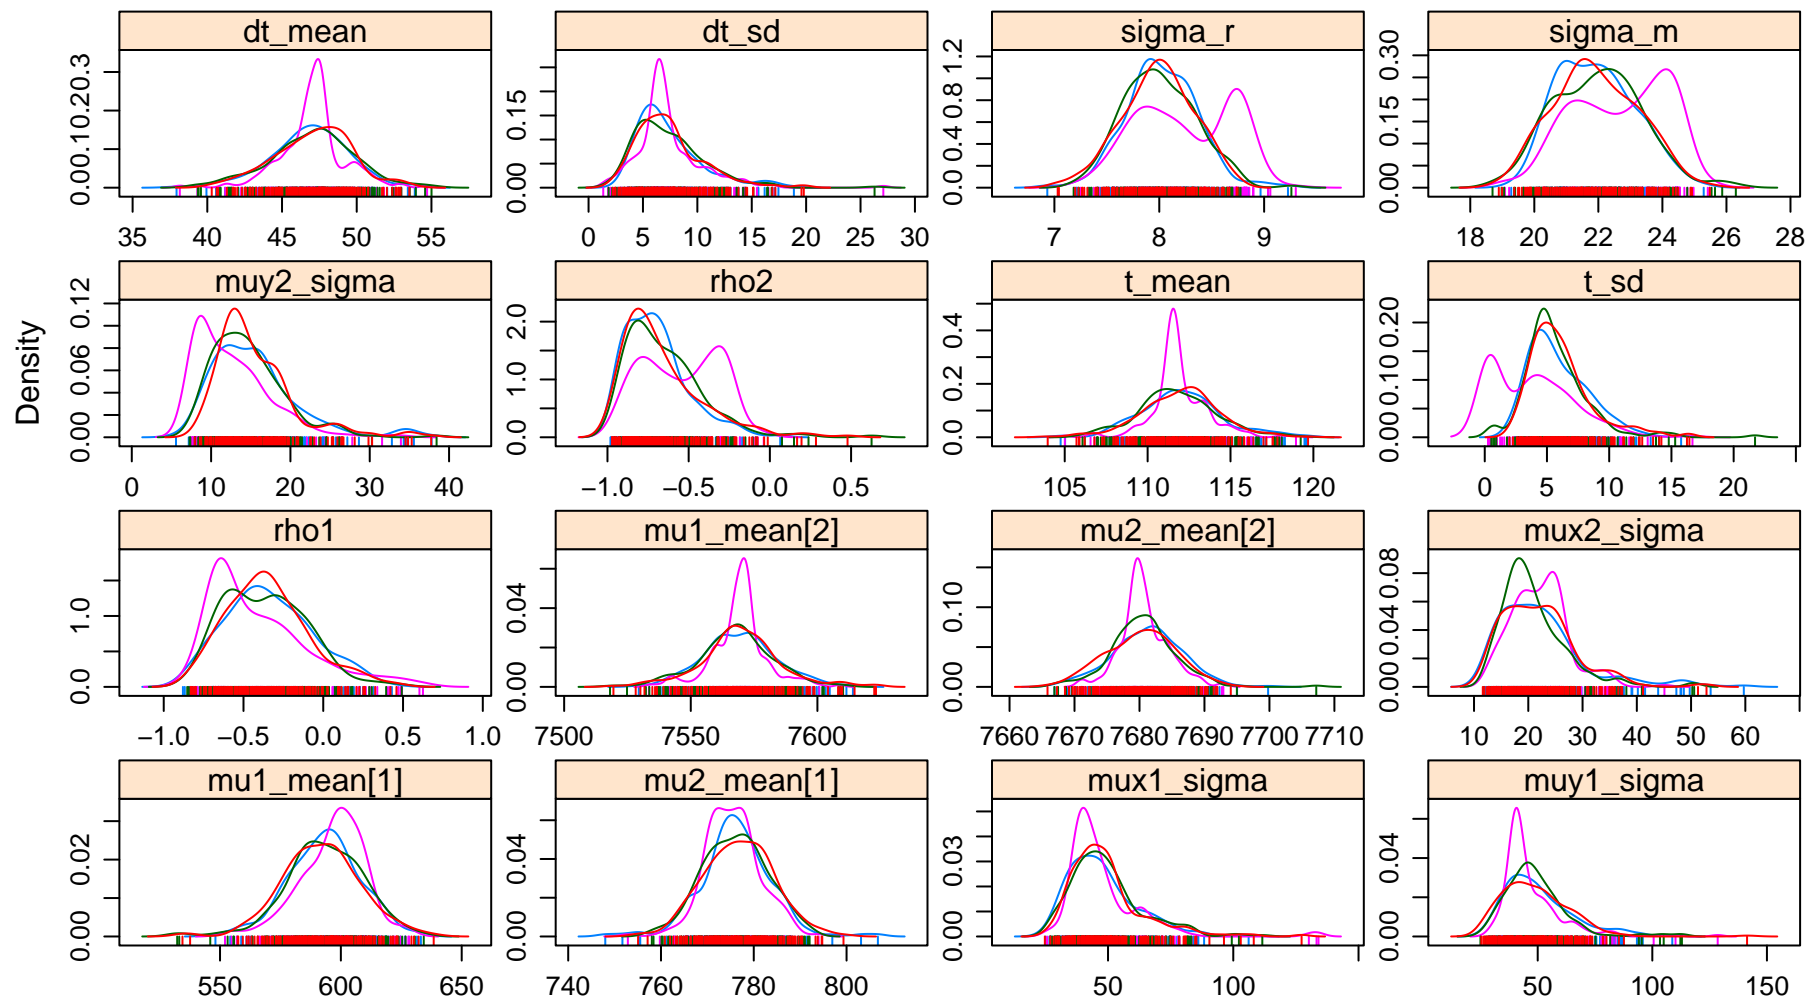 dt_mean dt_sd sigma_r sigma_m
0.0 0.1 0.2 0.3
0.00 0.15
0.0 0.4 0.8 1.2
0.00 0.15 0.30
35 40 45 50 55
0 5 10 15 20 25 30
7 8 9
18 20 22 24 26 28
muy2_sigma rho2 t_mean t_sd
Density
0.00 0.06 0.12
0.0 1.0 2.0
0.0 0.2 0.4
0.00 0.10 0.20
0 10 20 30 40
−1.0 −0.5 0.0 0.5
105 110 115 120
0 5 10 15 20
rho1 mu1_mean[2] mu2_mean[2] mux2_sigma
0.0 1.0
0.00 0.04
0.00 0.10
0.00 0.04 0.08
−1.0 −0.5 0.0 0.5 1.0
7500 7550 7600
7660 7670 7680 7690 7700 7710
10 20 30 40 50 60
mu1_mean[1] mu2_mean[1] mux1_sigma muy1_sigma
0.00 0.02
0.00 0.04
0.00 0.03
0.00 0.04
550 600 650
740 760 780 800
50 100
50 100 150